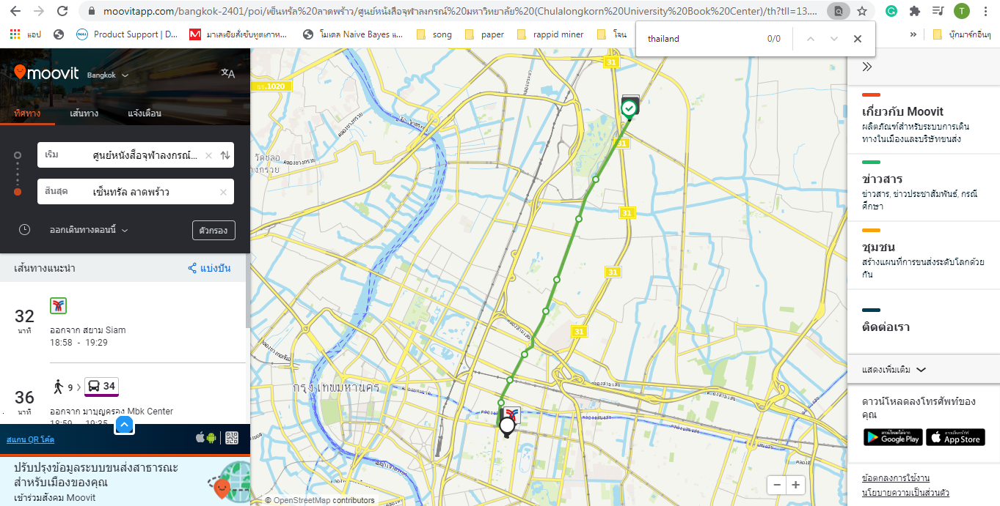 moovitapp.com/bangkok-2401/poi/เซ็นทรัล%20ลาดพร้าว/ศูนย์หนังสือจุฬาลงกรณ์%20มหาวิทยาลัย%20(Chulalongkorn%20University%20Book%20Center)/th?tll=13....
T
แอป
DELL
Product Support | D...
M
มาเลเซียสั่งขับทูตเกาห...
โมเดล Naive Bayes แ...
song
paper
rappid miner
โจน
»
บุ๊กมาร์กอื่นๆ
thailand
0/0
moovit
Bangkok
ทิศทาง
เส้นทาง
แจ้งเตือน
เริ่ม
ศูนย์หนังสือจุฬาลงกรณ์...
สิ้นสุด
เซ็นทรัล ลาดพร้าว
ออกเดินทางตอนนี้
ตัวกรอง
เส้นทางแนะนำ
แบ่งปัน
32
นาที
ออกจาก สยาม Siam
18:58 - 19:29
36
นาที
9
34
ออกจาก มาบุญครอง Mbk Center
18:59 - 19:35
สแกน QR โค้ด
ปรับปรุงข้อมูลระบบขนส่งสาธารณะ
สำหรับเมืองของคุณ
เข้าร่วมสังคม Moovit
31
ทช.1020
31
31
31
31
กรุงเทพมหานคร
© OpenStreetMap contributors
−
+
เกี่ยวกับ Moovit
ผลิตภัณฑ์สำหรับระบบการเดิน
ทางในเมืองและบริษัทขนส่ง
ข่าวสาร
ข่าวสาร, ข่าวประชาสัมพันธ์, กรณี
ศึกษา
ชุมชน
สร้างแผนที่การขนส่งระดับโลกด้วย
กัน
ติดต่อเรา
แสดงเพิ่มเติม
ดาวน์โหลดลงโทรศัพท์ของ
คุณ
Google Play
App Store
ข้อตกลงการใช้งาน
นโยบายความเป็นส่วนตัว